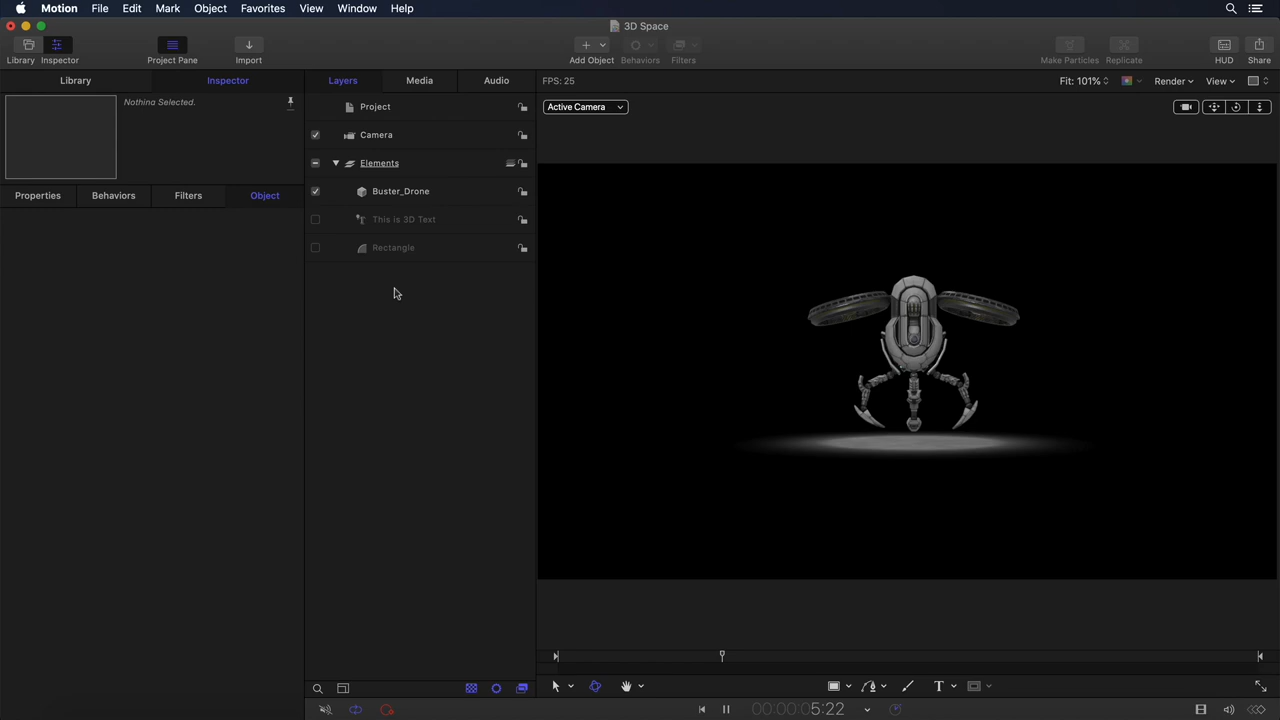 Motion File Edit Mark Object Favorites View Window Help
3D Space
Library Inspector Project Pane Import Add Object Behaviors Filters Make Particles Replicate HUD Share
Library Inspector Layers Media Audio FPS: 25 Fit: 101% Render View
Nothing Selected.
Project
Active Camera
Camera
Elements
Buster_Drone
Properties Behaviors Filters Object
This is 3D Text
Rectangle
T
00:00:00:5:22